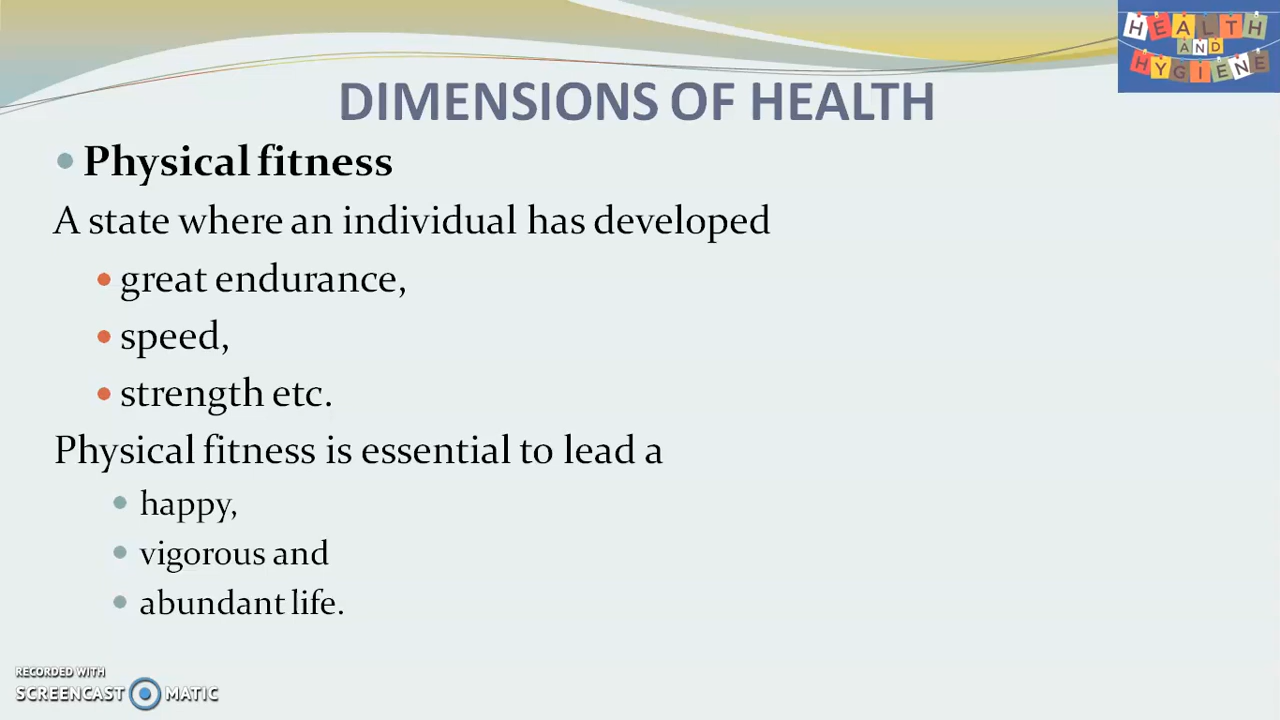 HEALTH
AND
HYGIENE
DIMENSIONS OF HEALTH
• Physical fitness
A state where an individual has developed
• great endurance,
• speed,
• strength etc.
Physical fitness is essential to lead a
• happy,
• vigorous and
• abundant life.
RECORDED WITH
SCREENCAST MATIC